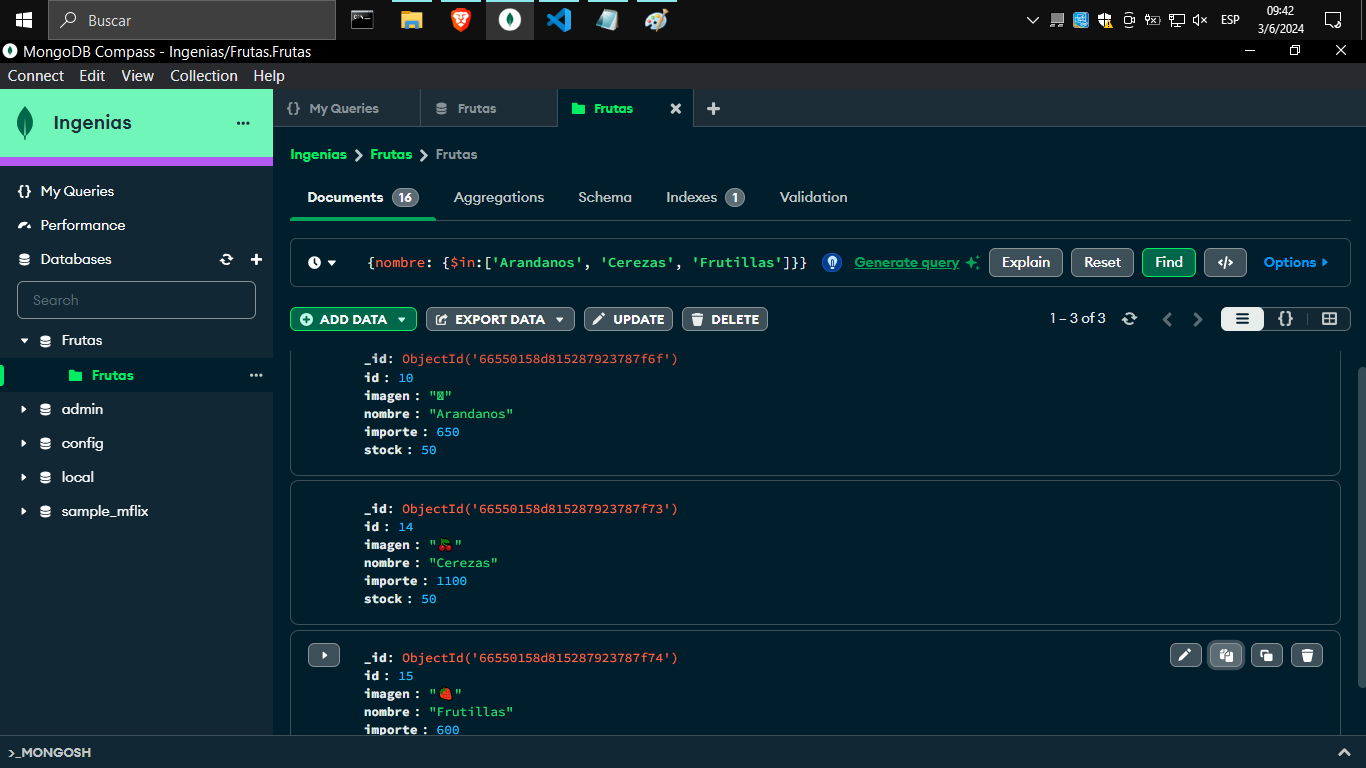 Buscar
ESP
09:42
3/6/2024
MongoDB Compass - Ingenias/Frutas.Frutas
Connect Edit View Collection Help
Ingenias
My Queries
Performance
Databases
Search
Frutas
Frutas
admin
config
local
sample_mflix
{} My Queries
Frutas
Frutas
Ingenias > Frutas > Frutas
Documents 16
Aggregations
Schema
Indexes 1
Validation
{nombre: {$in:['Arandanos', 'Cerezas', 'Frutillas']}}
Generate query
Explain
Reset
Find
</>
Options
ADD DATA
EXPORT DATA
UPDATE
DELETE
1 – 3 of 3
{}
_id: ObjectId('66550158d815287923787f6f')
id : 10
imagen : ""
nombre : "Arandanos"
importe : 650
stock : 50
_id: ObjectId('66550158d815287923787f73')
id : 14
imagen : "🍒"
nombre : "Cerezas"
importe : 1100
stock : 50
_id: ObjectId('66550158d815287923787f74')
id : 15
imagen : "🍓"
nombre : "Frutillas"
importe : 600
>_MONGOSH